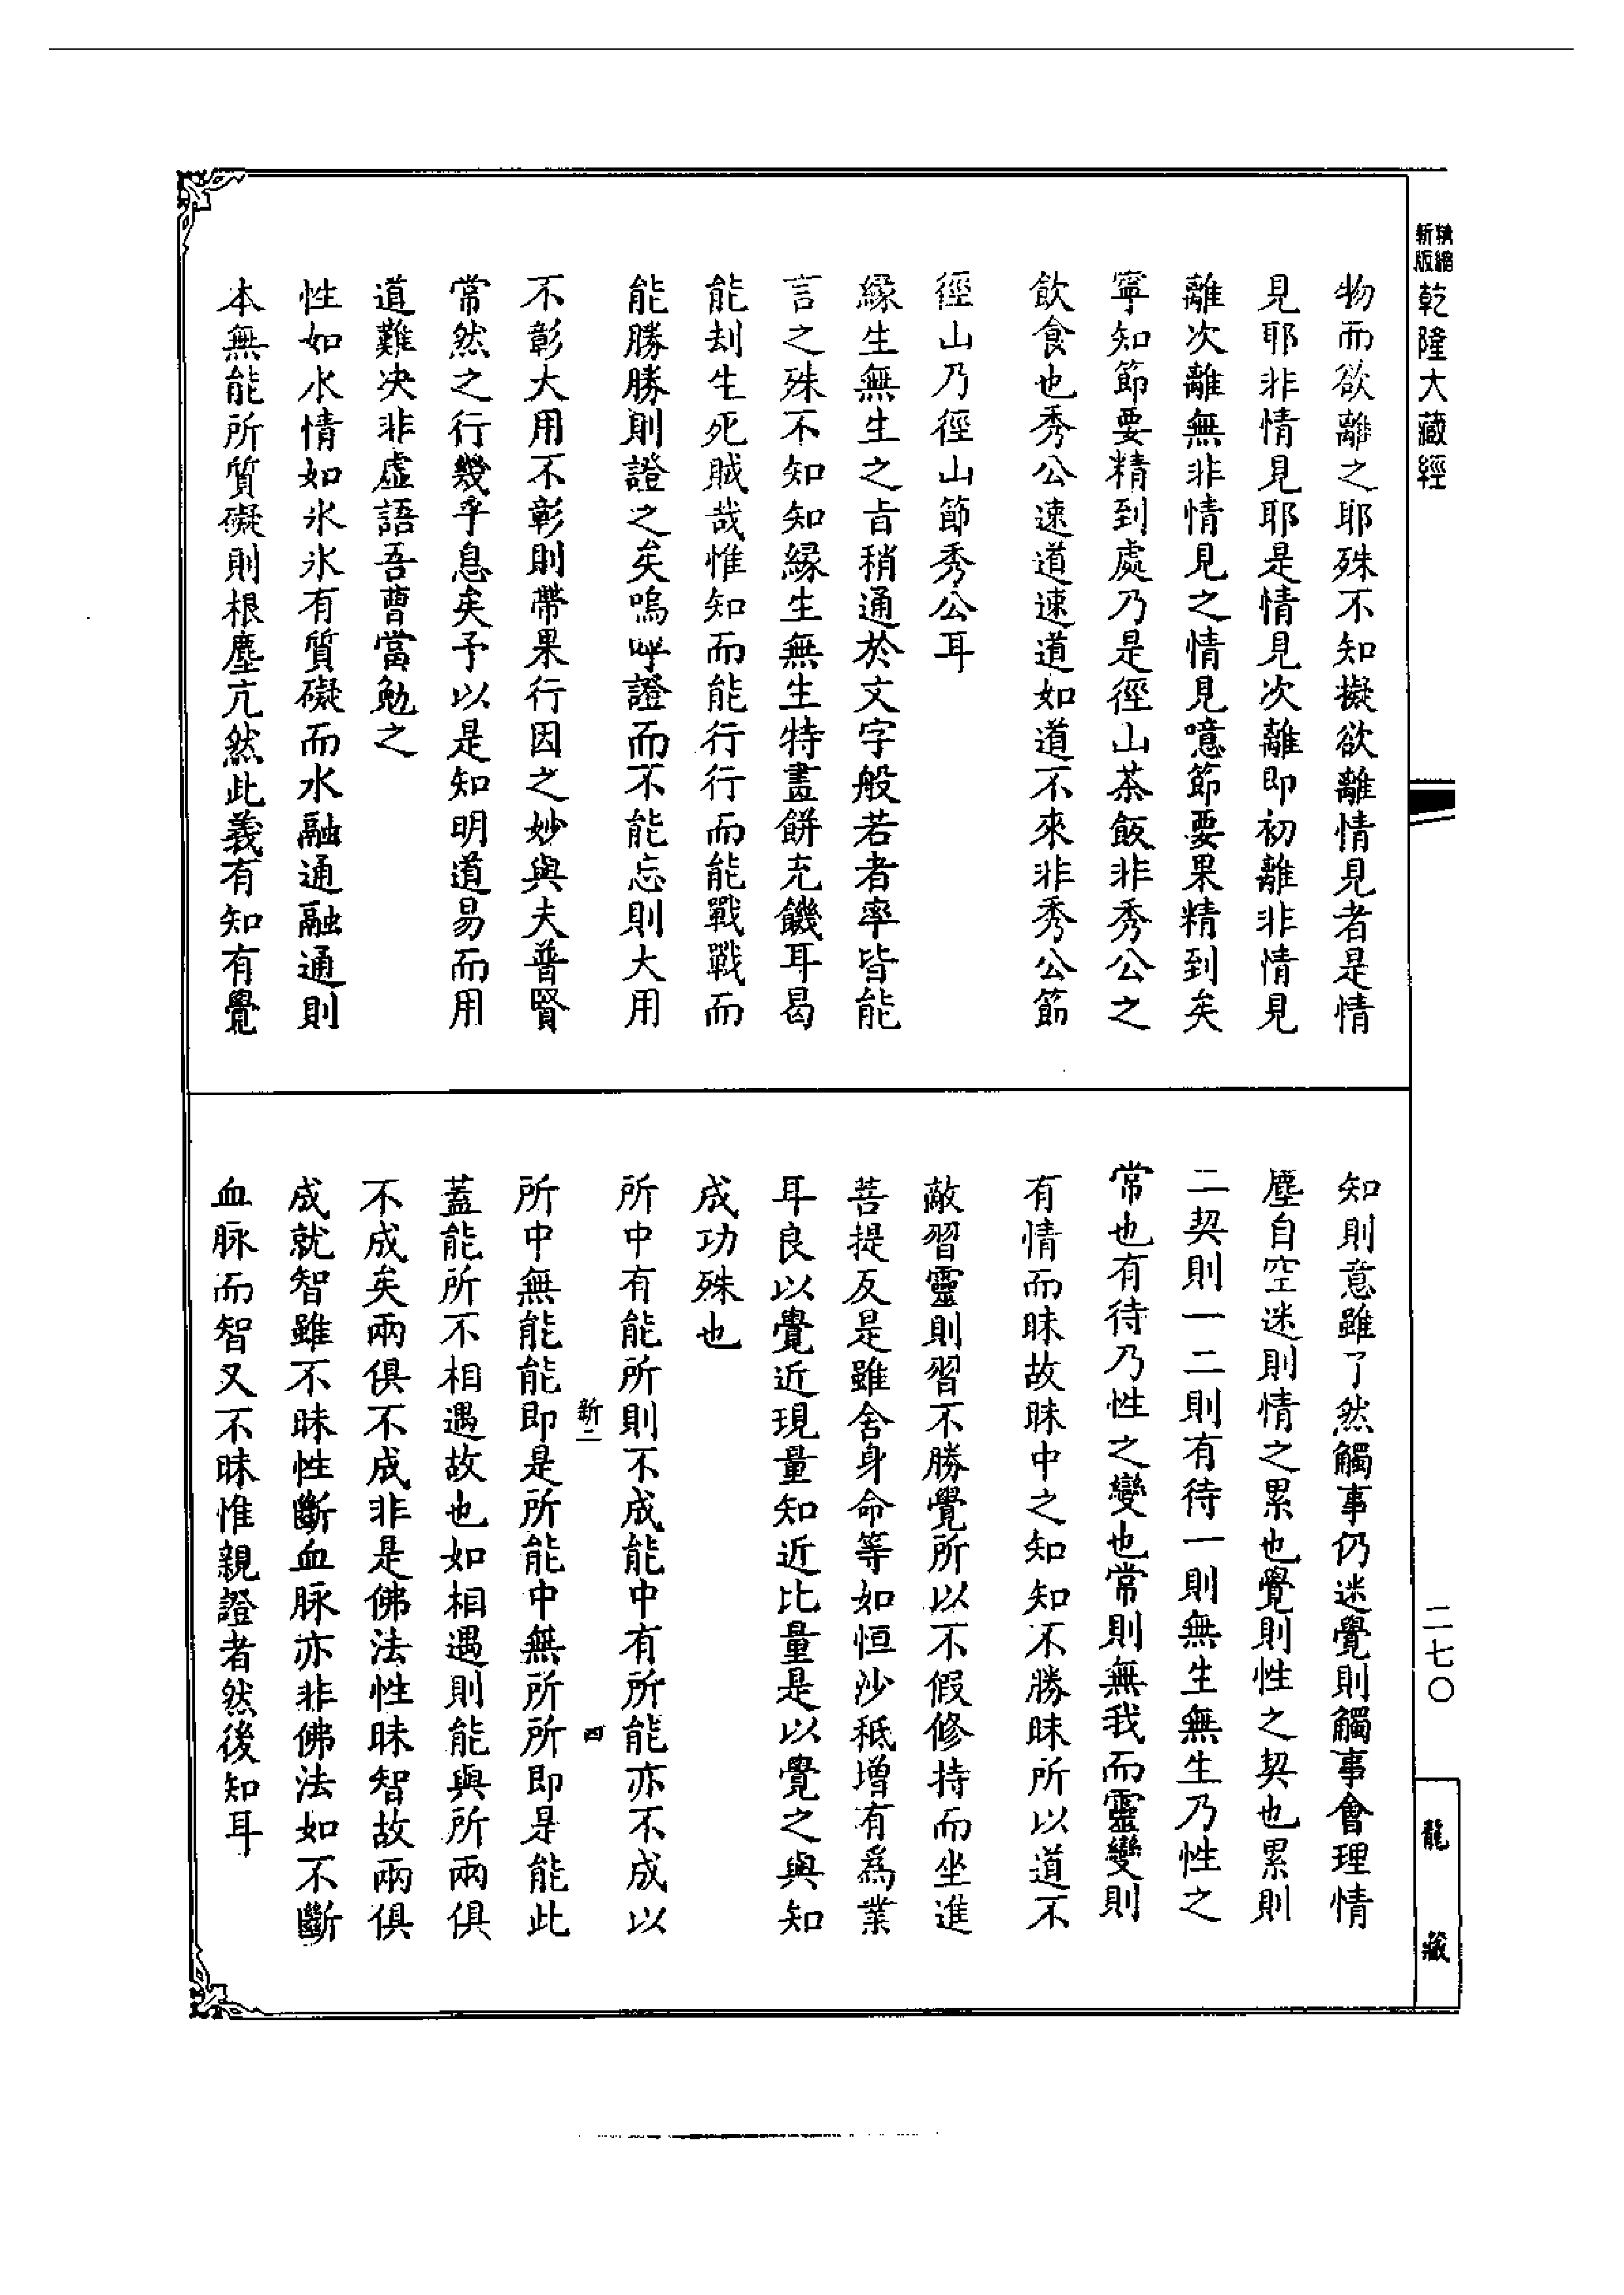 精縮新版乾隆大藏經
物而欲離之耶殊不知擬欲離情見者是情
見耶非情見耶是情見次離即初離非情見
離次離無非情見之情見噫節要果精到矣
寧知節要精到處乃是徑山茶飯非秀公之
飲食也秀公速道速道如道不來非秀公節
徑山乃徑山節秀公耳
緣生無生之旨稍通於文字般若者率皆能
言之殊不知知緣生無生特畫餅充饑耳曷
能刦生死賊哉惟知而能行行而能戰戰而
能勝勝則證之矣嗚呼證而不能忘則大用
不彰大用不彰則帶果行因之妙與夫普賢
常然之行幾乎息矣予以是知明道易而用
道難決非虛語吾曹當勉之
性如水情如氷氷有質礙而水融通融通則
本無能所質礙則根塵亢然此義有知有覺
知則意雖了然觸事仍迷覺則觸事會理情
塵自空迷則情之累也覺則性之契也累則
二契則一二則有待一則無生無生乃性之
常也有待乃性之變也常則無我而靈變則
有情而昧故昧中之知知不勝昧所以道不
敵習靈則習不勝覺所以不假修持而坐進
菩提反是雖舍身命等如恒沙秪增有爲業
耳良以覺近現量知近比量是以覺之與知
成功殊也
所中有能所則不成能中有所能亦不成以
新二 四
所中無能能即是所能中無所所即是能此
蓋能所不相遇故也如相遇則能與所兩俱
不成矣兩俱不成非是佛法性昧智故兩俱
成就智雖不昧性斷血脉亦非佛法如不斷
血脉而智又不昧惟親證者然後知耳
二七〇
龍藏